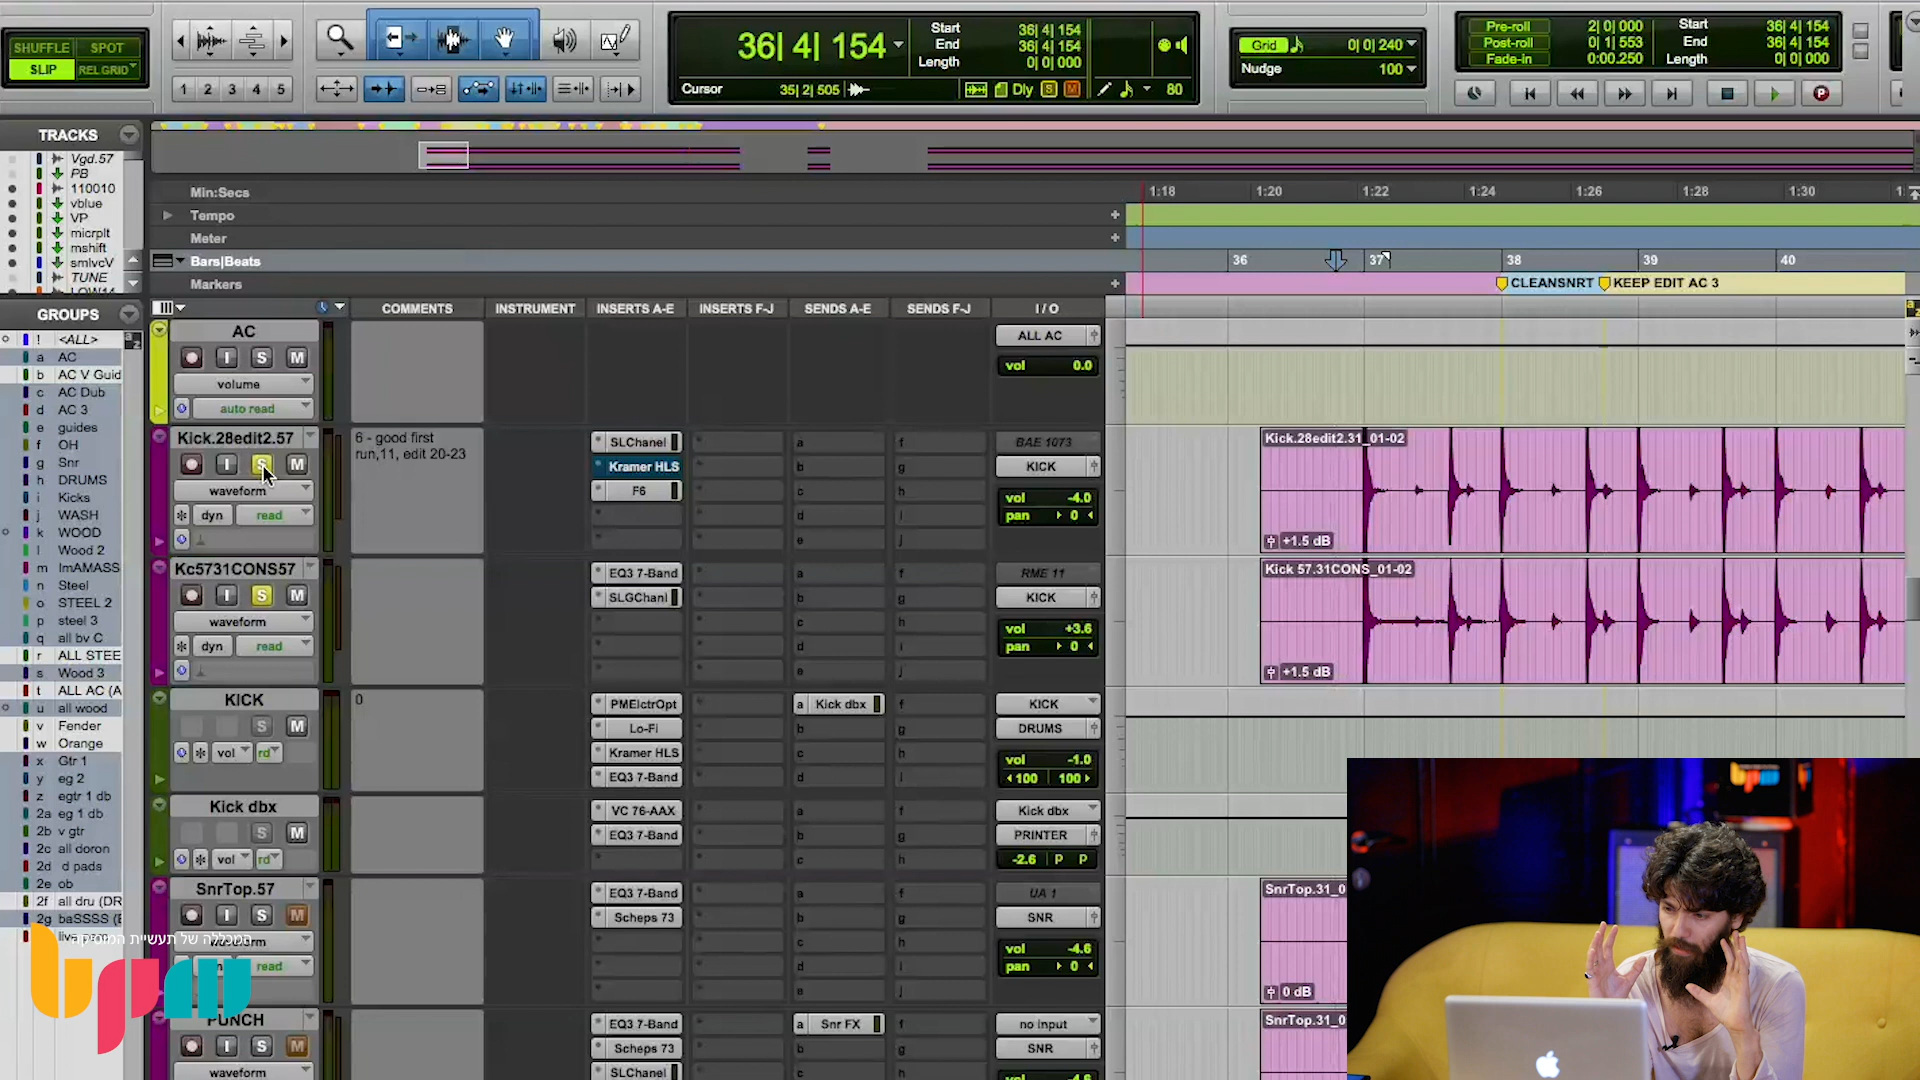 SHUFFLE SPOT
SLIP REL GRID
1 2 3 4 5
36| 4| 154
Start 36| 4| 154
End 36| 4| 154
Length 0| 0| 000
Cursor 35| 2| 505
Dly S M 80
Grid 0| 0| 240
Nudge 100
Pre-roll 2| 0| 000
Post-roll 0| 1| 553
Fade-in 0:00.250
Start 36| 4| 154
End 36| 4| 154
Length 0| 0| 000
TRACKS
Vgd.57
PB
110010
vblue
VP
micrplt
mshift
smlvcV
TUNE
GROUPS
! <ALL>
a AC
b AC V Guid
c AC Dub
d AC 3
e guides
f OH
g Snr
h DRUMS
i Kicks
j WASH
k WOOD
l Wood 2
m ImAMASS
n Steel
o STEEL 2
p steel 3
q all bv C
r ALL STEE
s Wood 3
t ALL AC (A
u all wood
v Fender
w Orange
x Gtr 1
y eg 2
z egtr 1 db
2a eg 1 db
2b v gtr
2c all doron
2d d pads
2e ob
2f all dru (DR
2g baSSSS (E
Min:Secs
1:18 1:20 1:22 1:24 1:26 1:28 1:30
Tempo
Meter
Bars|Beats
36 37 38 39 40
Markers
CLEANSNRT KEEP EDIT AC 3
COMMENTS INSTRUMENT INSERTS A-E INSERTS F-J SENDS A-E SENDS F-J I / O
AC
I S M
volume
auto read
ALL AC
vol 0.0
Kick.28edit2.57
I S M
waveform
dyn read
6 - good first
run,11, edit 20-23
SLChanel
Kramer HLS
F6
a b c d e
f g h i j
BAE 1073
KICK
vol -4.0
pan 0
Kick.28edit2.31_01-02
+1.5 dB
Kc5731CONS57
I S M
waveform
dyn read
EQ3 7-Band
SLGChanl
a b c d e
f g h i j
RME 11
KICK
vol +3.6
pan 0
Kick 57.31CONS_01-02
+1.5 dB
KICK
S M
vol rd
0
PMElctrOpt
Lo-Fi
Kramer HLS
EQ3 7-Band
a Kick dbx
b c d
f g h i
KICK
DRUMS
vol -1.0
100 100
Kick dbx
S M
vol rd
VC 76-AAX
EQ3 7-Band
a b c
f g h
Kick dbx
PRINTER
-2.6 P P
SnrTop.57
I S M
waveform
read
EQ3 7-Band
Scheps 73
a b c d e
f g h i j
UA 1
SNR
vol -4.6
pan 0
SnrTop.31_0
0 dB
PUNCH
I S M
waveform
EQ3 7-Band
Scheps 73
SLChanel
a Snr FX
b c
f g h
no input
SNR
vol -4.6
SnrTop.31_0
המכללה של תעשיית המוסיקה
bpm